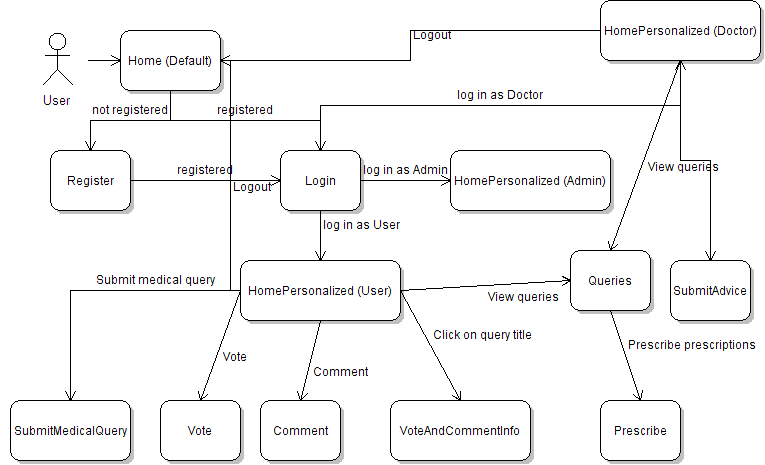 HomePersonalized (Doctor)
Logout
Home (Default)
User
log in as Doctor
not registered
registered
View queries
registered
log in as Admin
Register
Logout
Login
HomePersonalized (Admin)
log in as User
Submit medical query
HomePersonalized (User)
View queries
Queries
SubmitAdvice
Click on query title
Prescribe prescriptions
Vote
Comment
SubmitMedicalQuery
Vote
Comment
VoteAndCommentInfo
Prescribe